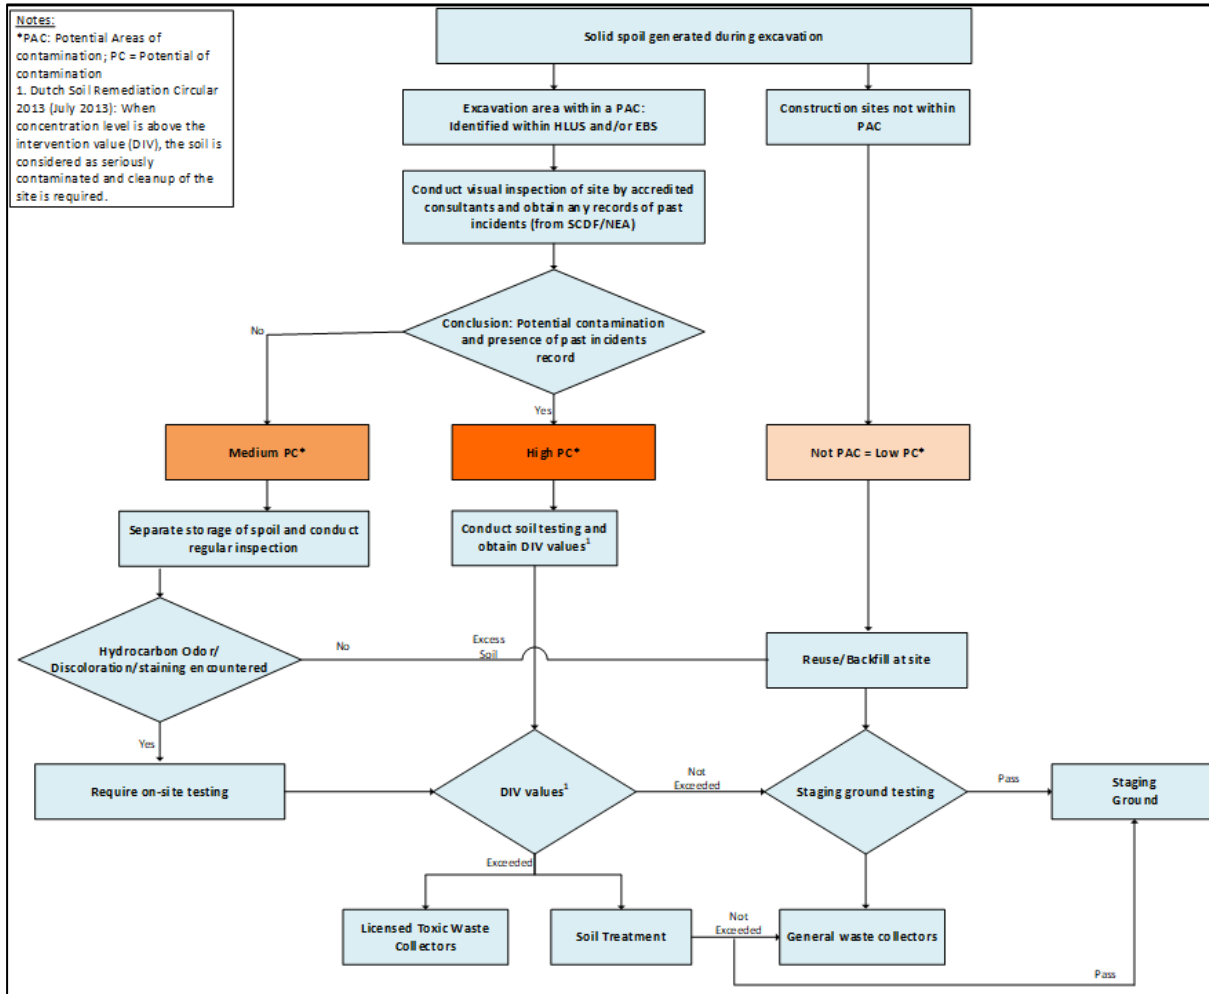 Notes:
*PAC: Potential Areas of
contamination; PC = Potential of
contamination
1. Dutch Soil Remediation Circular
2013 (July 2013): When
concentration level is above the
intervention value (DIV), the soil is
considered as seriously
contaminated and cleanup of the
site is required.
Solid spoil generated during excavation
Excavation area within a PAC:
Identified within HLUS and/or EBS
Construction sites not within
PAC
Conduct visual inspection of site by accredited
consultants and obtain any records of past
incidents (from SCDF/NEA)
Conclusion: Potential contamination
and presence of past incidents
record
No
Yes
Medium PC*
High PC*
Not PAC = Low PC*
Separate storage of spoil and conduct
regular inspection
Conduct soil testing and
obtain DIV values1
Hydrocarbon Odor/
Discoloration/staining encountered
No
Excess
Soil
Reuse/Backfill at site
Yes
Require on-site testing
DIV values1
Not
Exceeded
Staging ground testing
Pass
Staging
Ground
Exceeded
Licensed Toxic Waste
Collectors
Soil Treatment
Not
Exceeded
General waste collectors
Pass